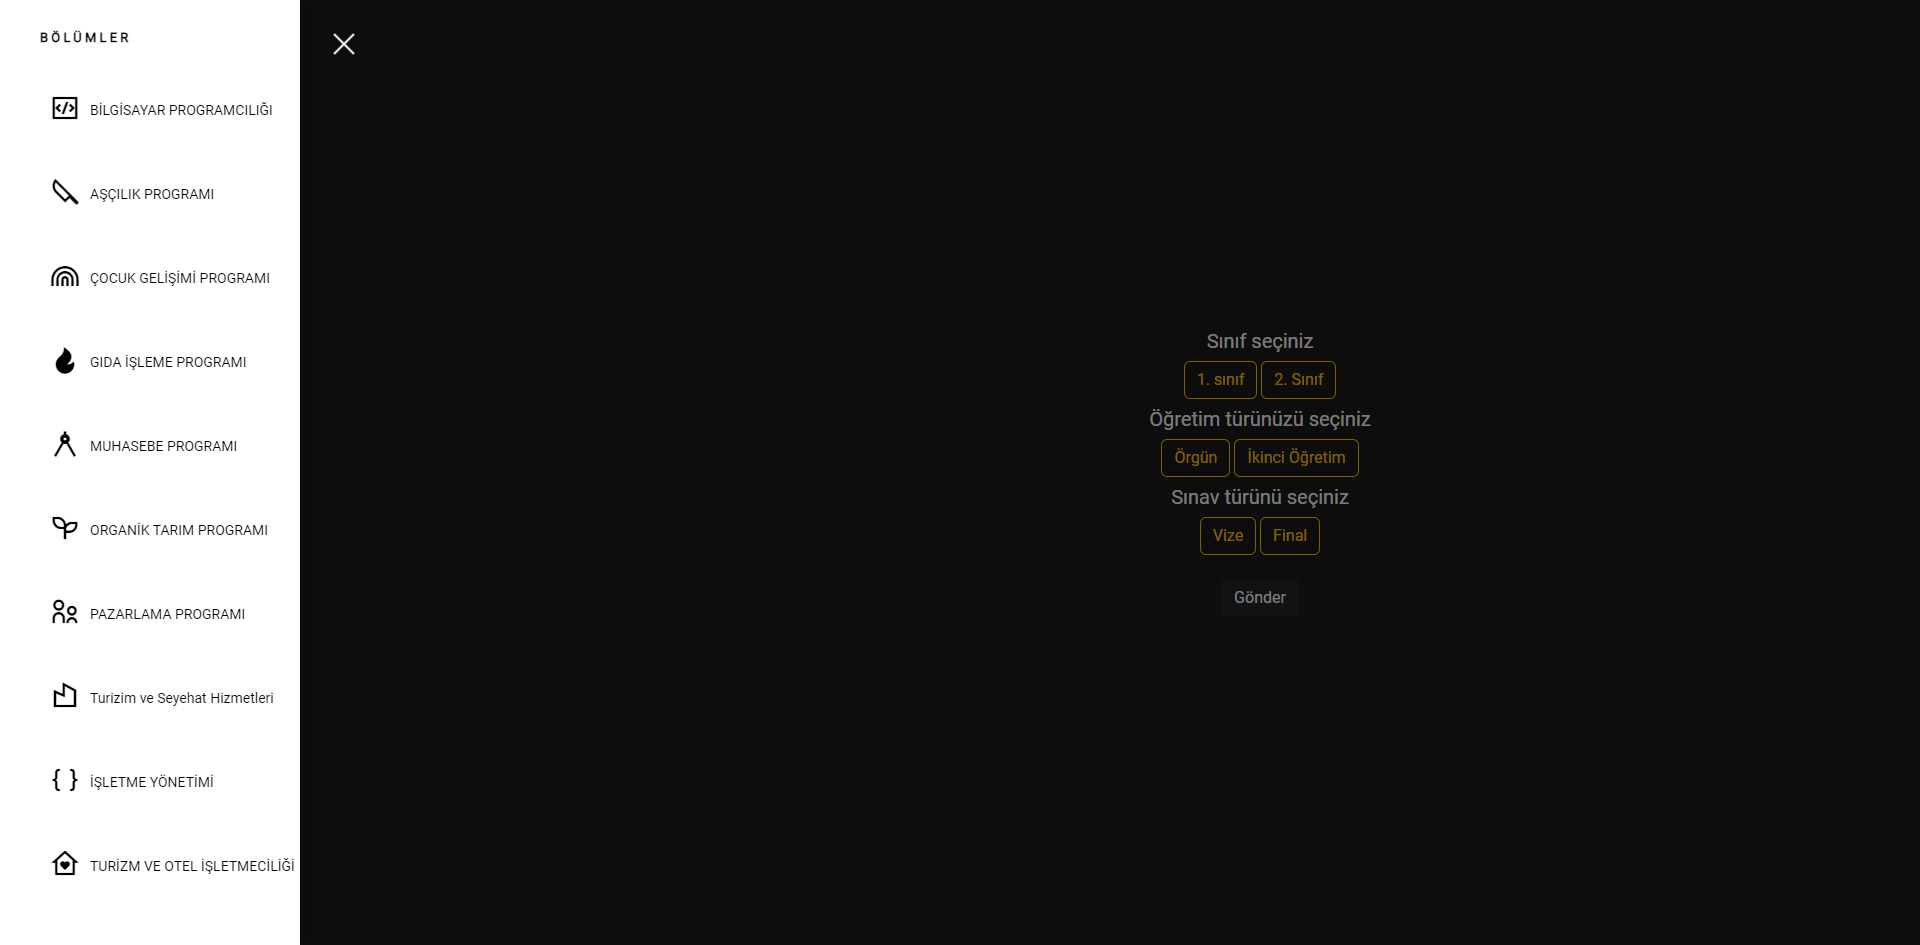 BÖLÜMLER
BİLGİSAYAR PROGRAMCILIĞI
AŞÇILIK PROGRAMI
ÇOCUK GELİŞİMİ PROGRAMI
GIDA İŞLEME PROGRAMI
MUHASEBE PROGRAMI
ORGANİK TARIM PROGRAMI
PAZARLAMA PROGRAMI
Turizim ve Seyehat Hizmetleri
İŞLETME YÖNETİMİ
TURİZM VE OTEL İŞLETMECİLİĞİ
Sınıf seçiniz
1. sınıf 2. Sınıf
Öğretim türünüzü seçiniz
Örgün İkinci Öğretim
Sınav türünü seçiniz
Vize Final
Gönder